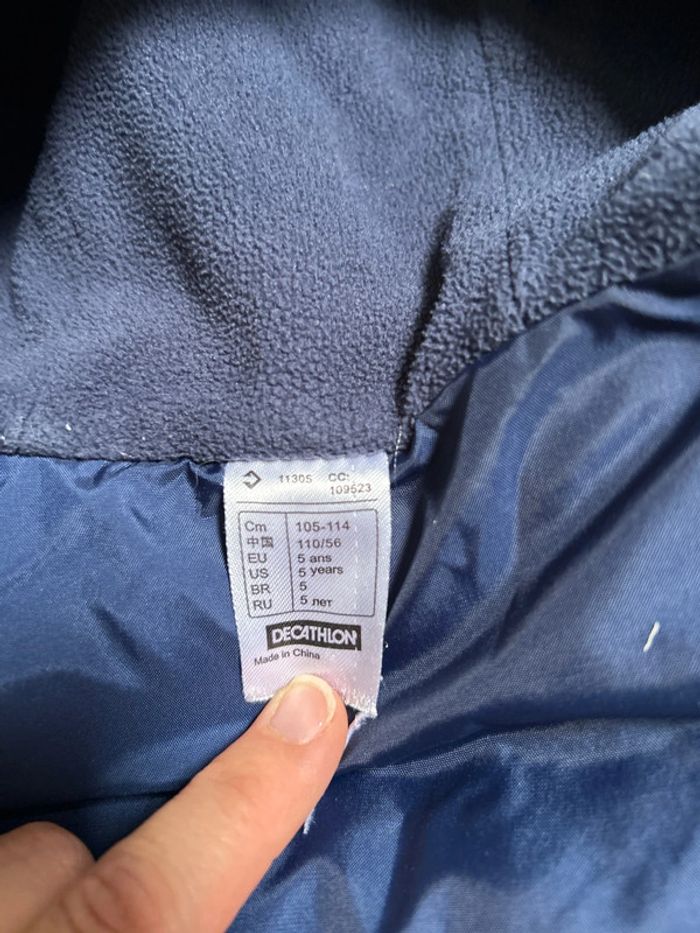 11305 CC:
109523
Cm 105-114
中国 110/56
EU 5 ans
US 5 years
BR 5
RU 5 лет
DECATHLON
Made in China